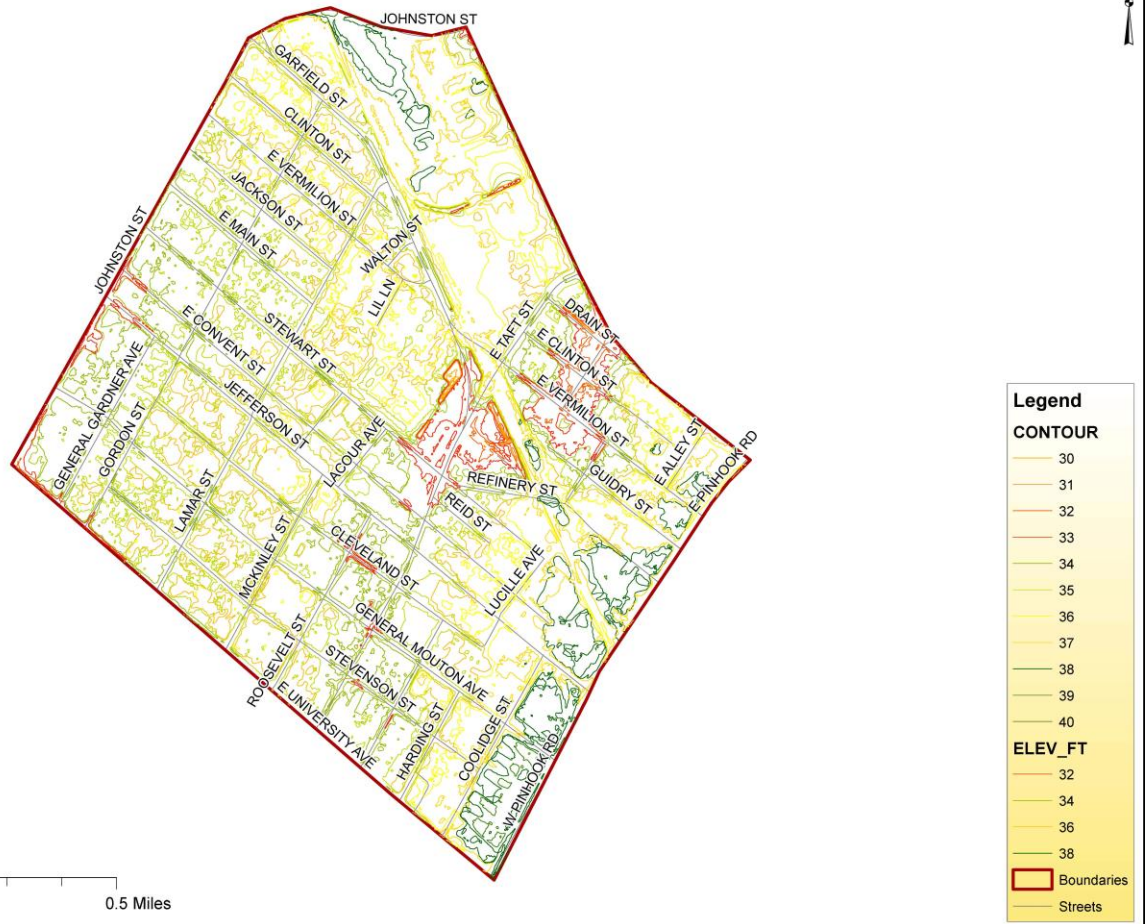 JOHNSTON ST
GARFIELD ST
CLINTON ST
E VERMILION ST
JACKSON ST
E MAIN ST
WALTON ST
LIL LN
JOHNSTON ST
STEWART ST
E CONVENT ST
JEFFERSON ST
GENERAL GARDNER AVE
GORDON ST
LAMAR ST
MCKINLEY ST
LACOUR AVE
E TAFT ST
DRAIN ST
E CLINTON ST
E VERMILION ST
E ALLEY ST
E PINHOOK RD
GUIDRY ST
REFINERY ST
REID ST
CLEVELAND ST
LUCILLE AVE
GENERAL MOUTON AVE
STEVENSON ST
ROOSEVELT ST
E UNIVERSITY AVE
HARDING ST
COOLIDGE ST
W PINHOOK RD
0.5 Miles
Legend
CONTOUR
30
31
32
33
34
35
36
37
38
39
40
ELEV_FT
32
34
36
38
Boundaries
Streets